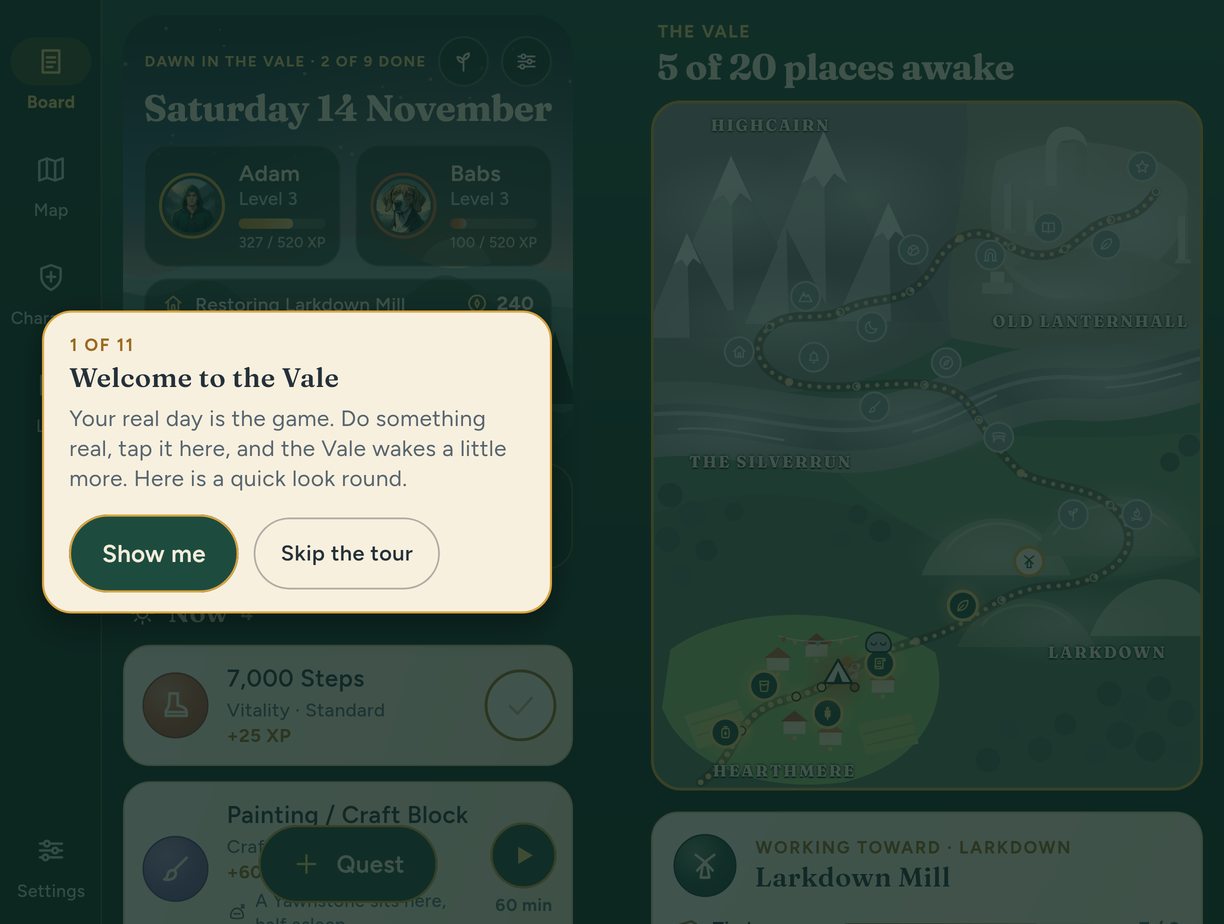 Board
Map
Settings
DAWN IN THE VALE · 2 OF 9 DONE
Saturday 14 November
Adam
Level 3
327 / 520 XP
Babs
Level 3
100 / 520 XP
Restoring Larkdown Mill
240
1 OF 11
Welcome to the Vale
Your real day is the game. Do something
real, tap it here, and the Vale wakes a little
more. Here is a quick look round.
Show me
Skip the tour
Now
7,000 Steps
Vitality · Standard
+25 XP
Painting / Craft Block
+ Quest
A Yawnstone sits here,
half asleep
60 min
THE VALE
5 of 20 places awake
HIGHCAIRN
OLD LANTERNHALL
THE SILVERRUN
LARKDOWN
HEARTHMERE
WORKING TOWARD · LARKDOWN
Larkdown Mill